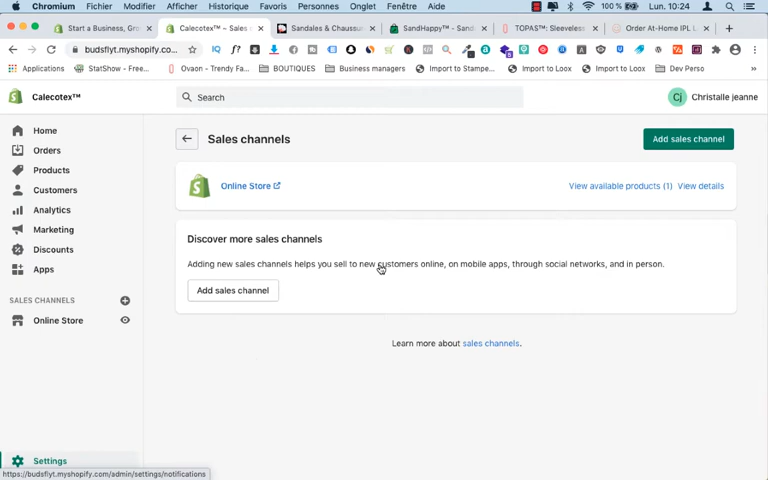 Chromium Fichier Modifier Afficher Historique Favoris Personnes Onglet Fenêtre Aide 100 % Lun. 10:24
Start a Business, Gr Calecotex™ ~ Sales Sandales & Chaussur SandHappy™ - Sand TOPAS™: Sleeveless Order At-Home IPL L
budsfiyt.myshopify.co...
Applications StatShow - Free... Ovaon - Trendy Fa... BOUTIQUES Business managers Import to Stampe... Import to Loox Import to Loox Dev Perso »
Calecotex™ Search Cj Christalle jeanne
Home
Orders
Products
Customers
Analytics
Marketing
Discounts
Apps
SALES CHANNELS
Online Store
Settings
Sales channels Add sales channel
Online Store View available products (1) View details
Discover more sales channels
Adding new sales channels helps you sell to new customers online, on mobile apps, through social networks, and in person.
Add sales channel
Learn more about sales channels.
https://budsfiyt.myshopify.com/admin/settings/notifications